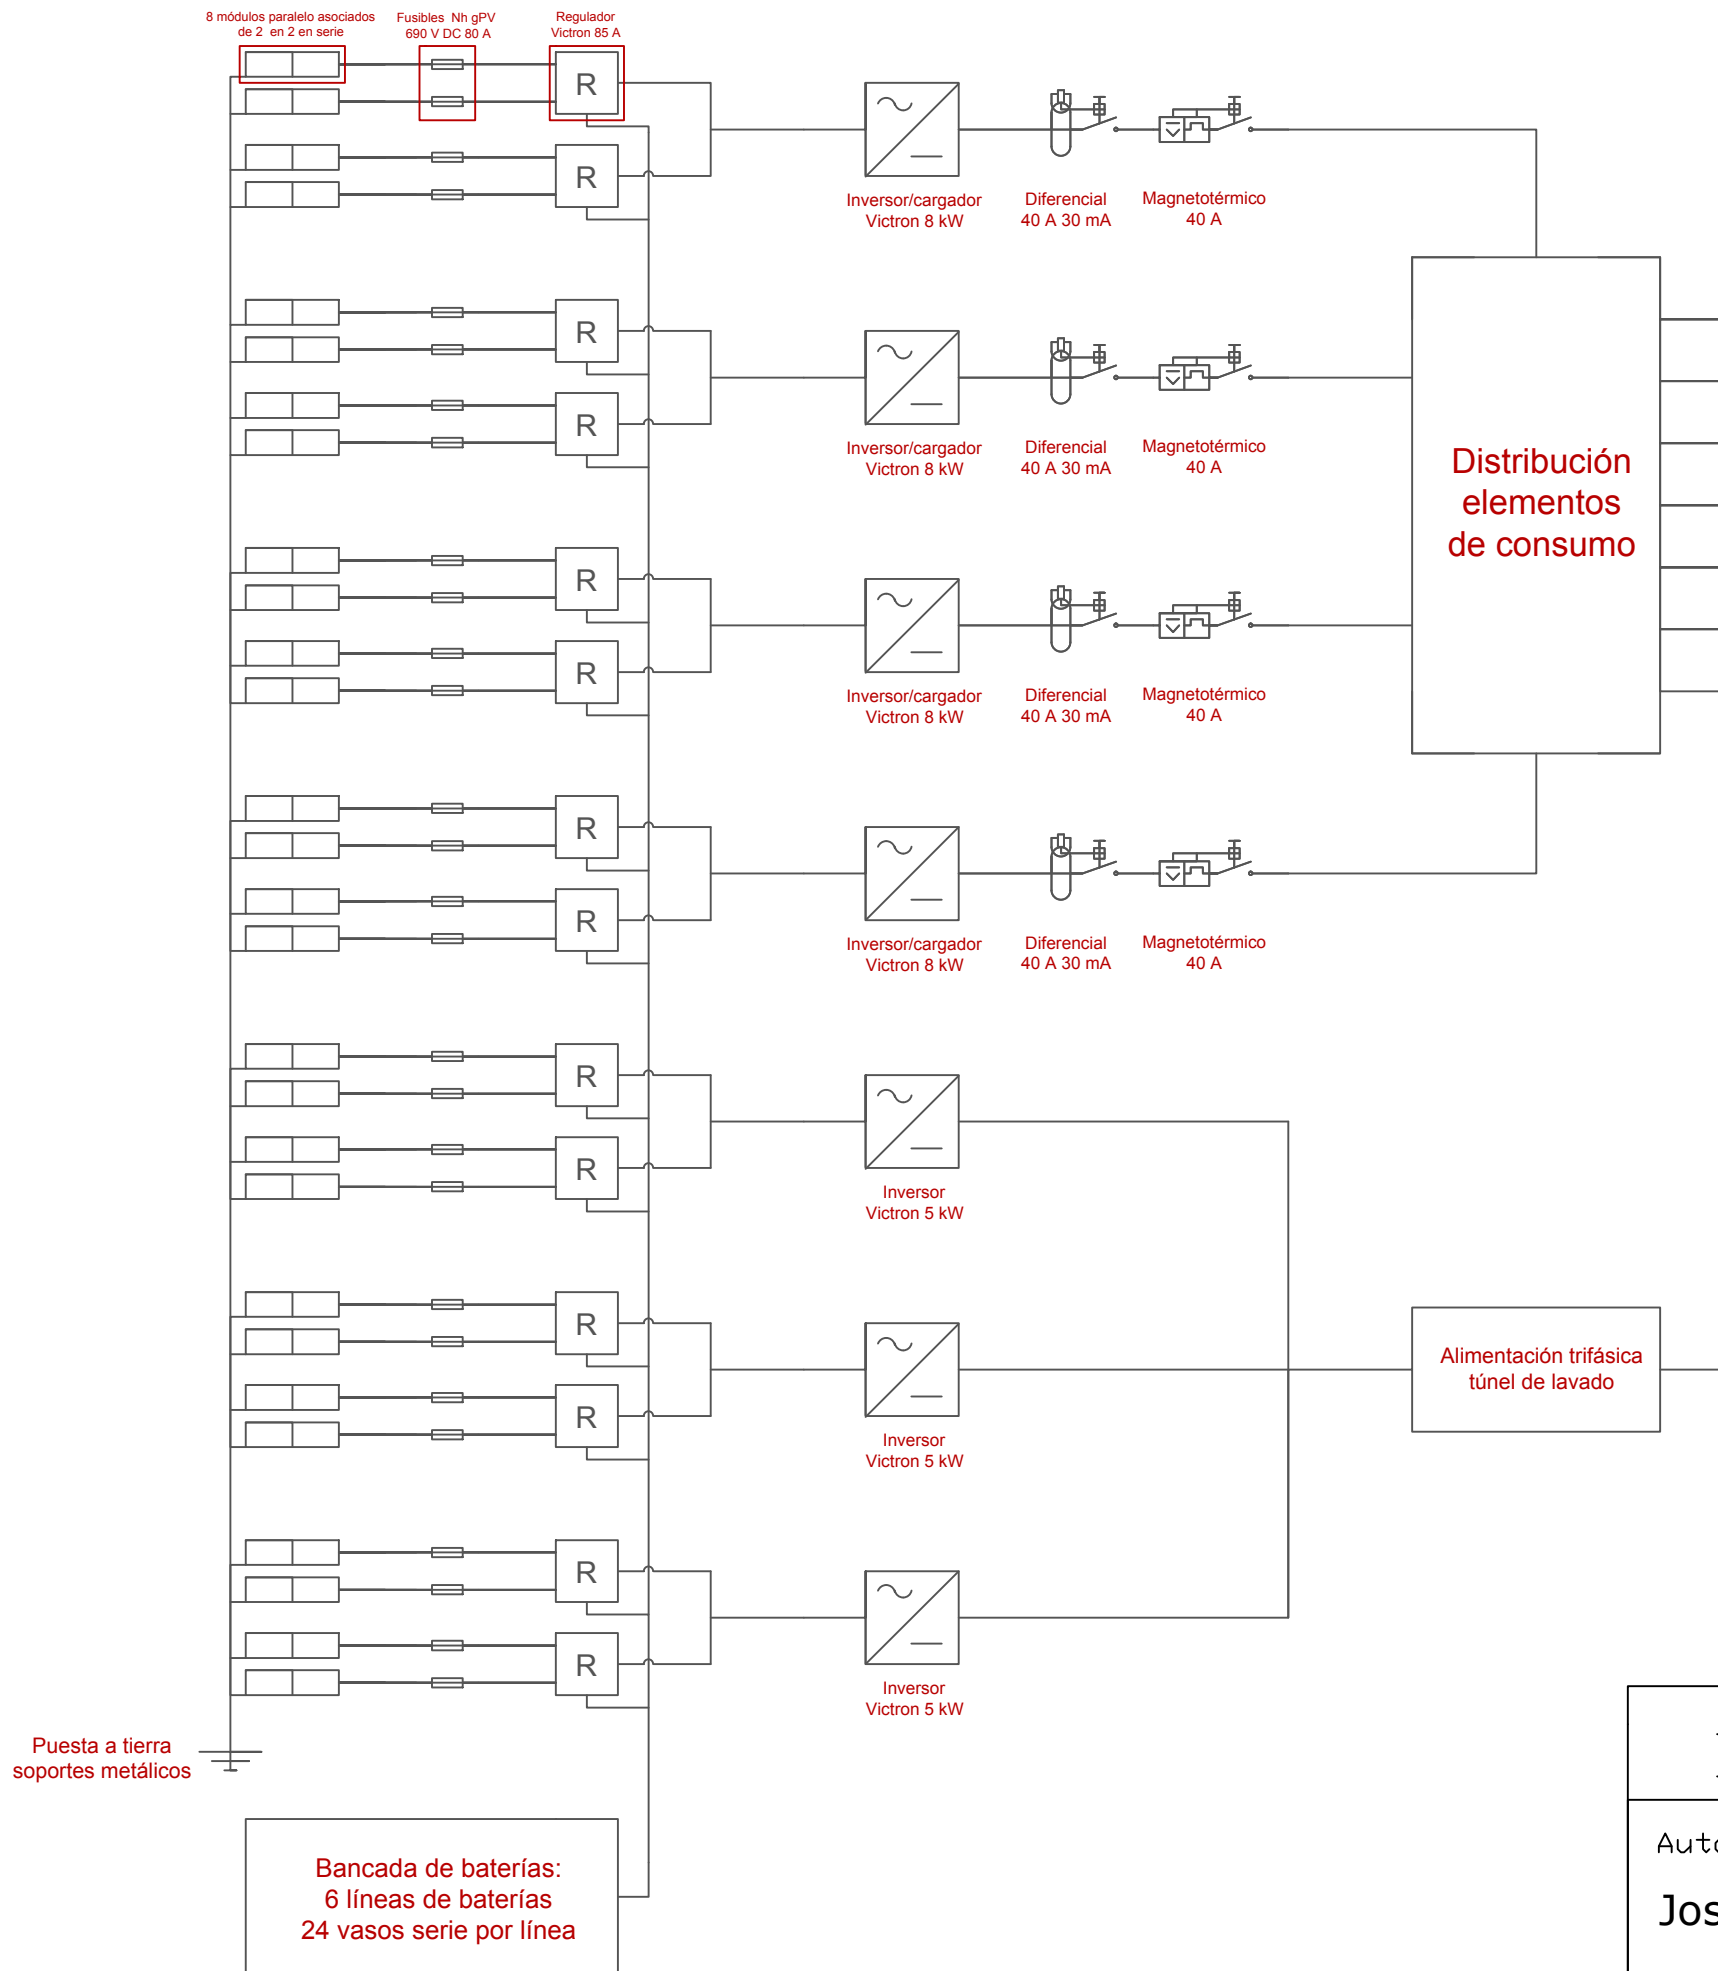 8 módulos paralelo asociados
de 2 en 2 en serie
Fusibles Nh gPV
690 V DC 80 A
Regulador
Victron 85 A
R
R
Inversor/cargador
Victron 8 kW
Diferencial
40 A 30 mA
Magnetotérmico
40 A
R
R
Inversor/cargador
Victron 8 kW
Diferencial
40 A 30 mA
Magnetotérmico
40 A
Distribución
elementos
de consumo
R
R
Inversor/cargador
Victron 8 kW
Diferencial
40 A 30 mA
Magnetotérmico
40 A
R
R
Inversor/cargador
Victron 8 kW
Diferencial
40 A 30 mA
Magnetotérmico
40 A
R
R
Inversor
Victron 5 kW
R
R
Inversor
Victron 5 kW
Alimentación trifásica
túnel de lavado
R
R
Inversor
Victron 5 kW
Puesta a tierra
soportes metálicos
Bancada de baterías:
6 líneas de baterías
24 vasos serie por línea